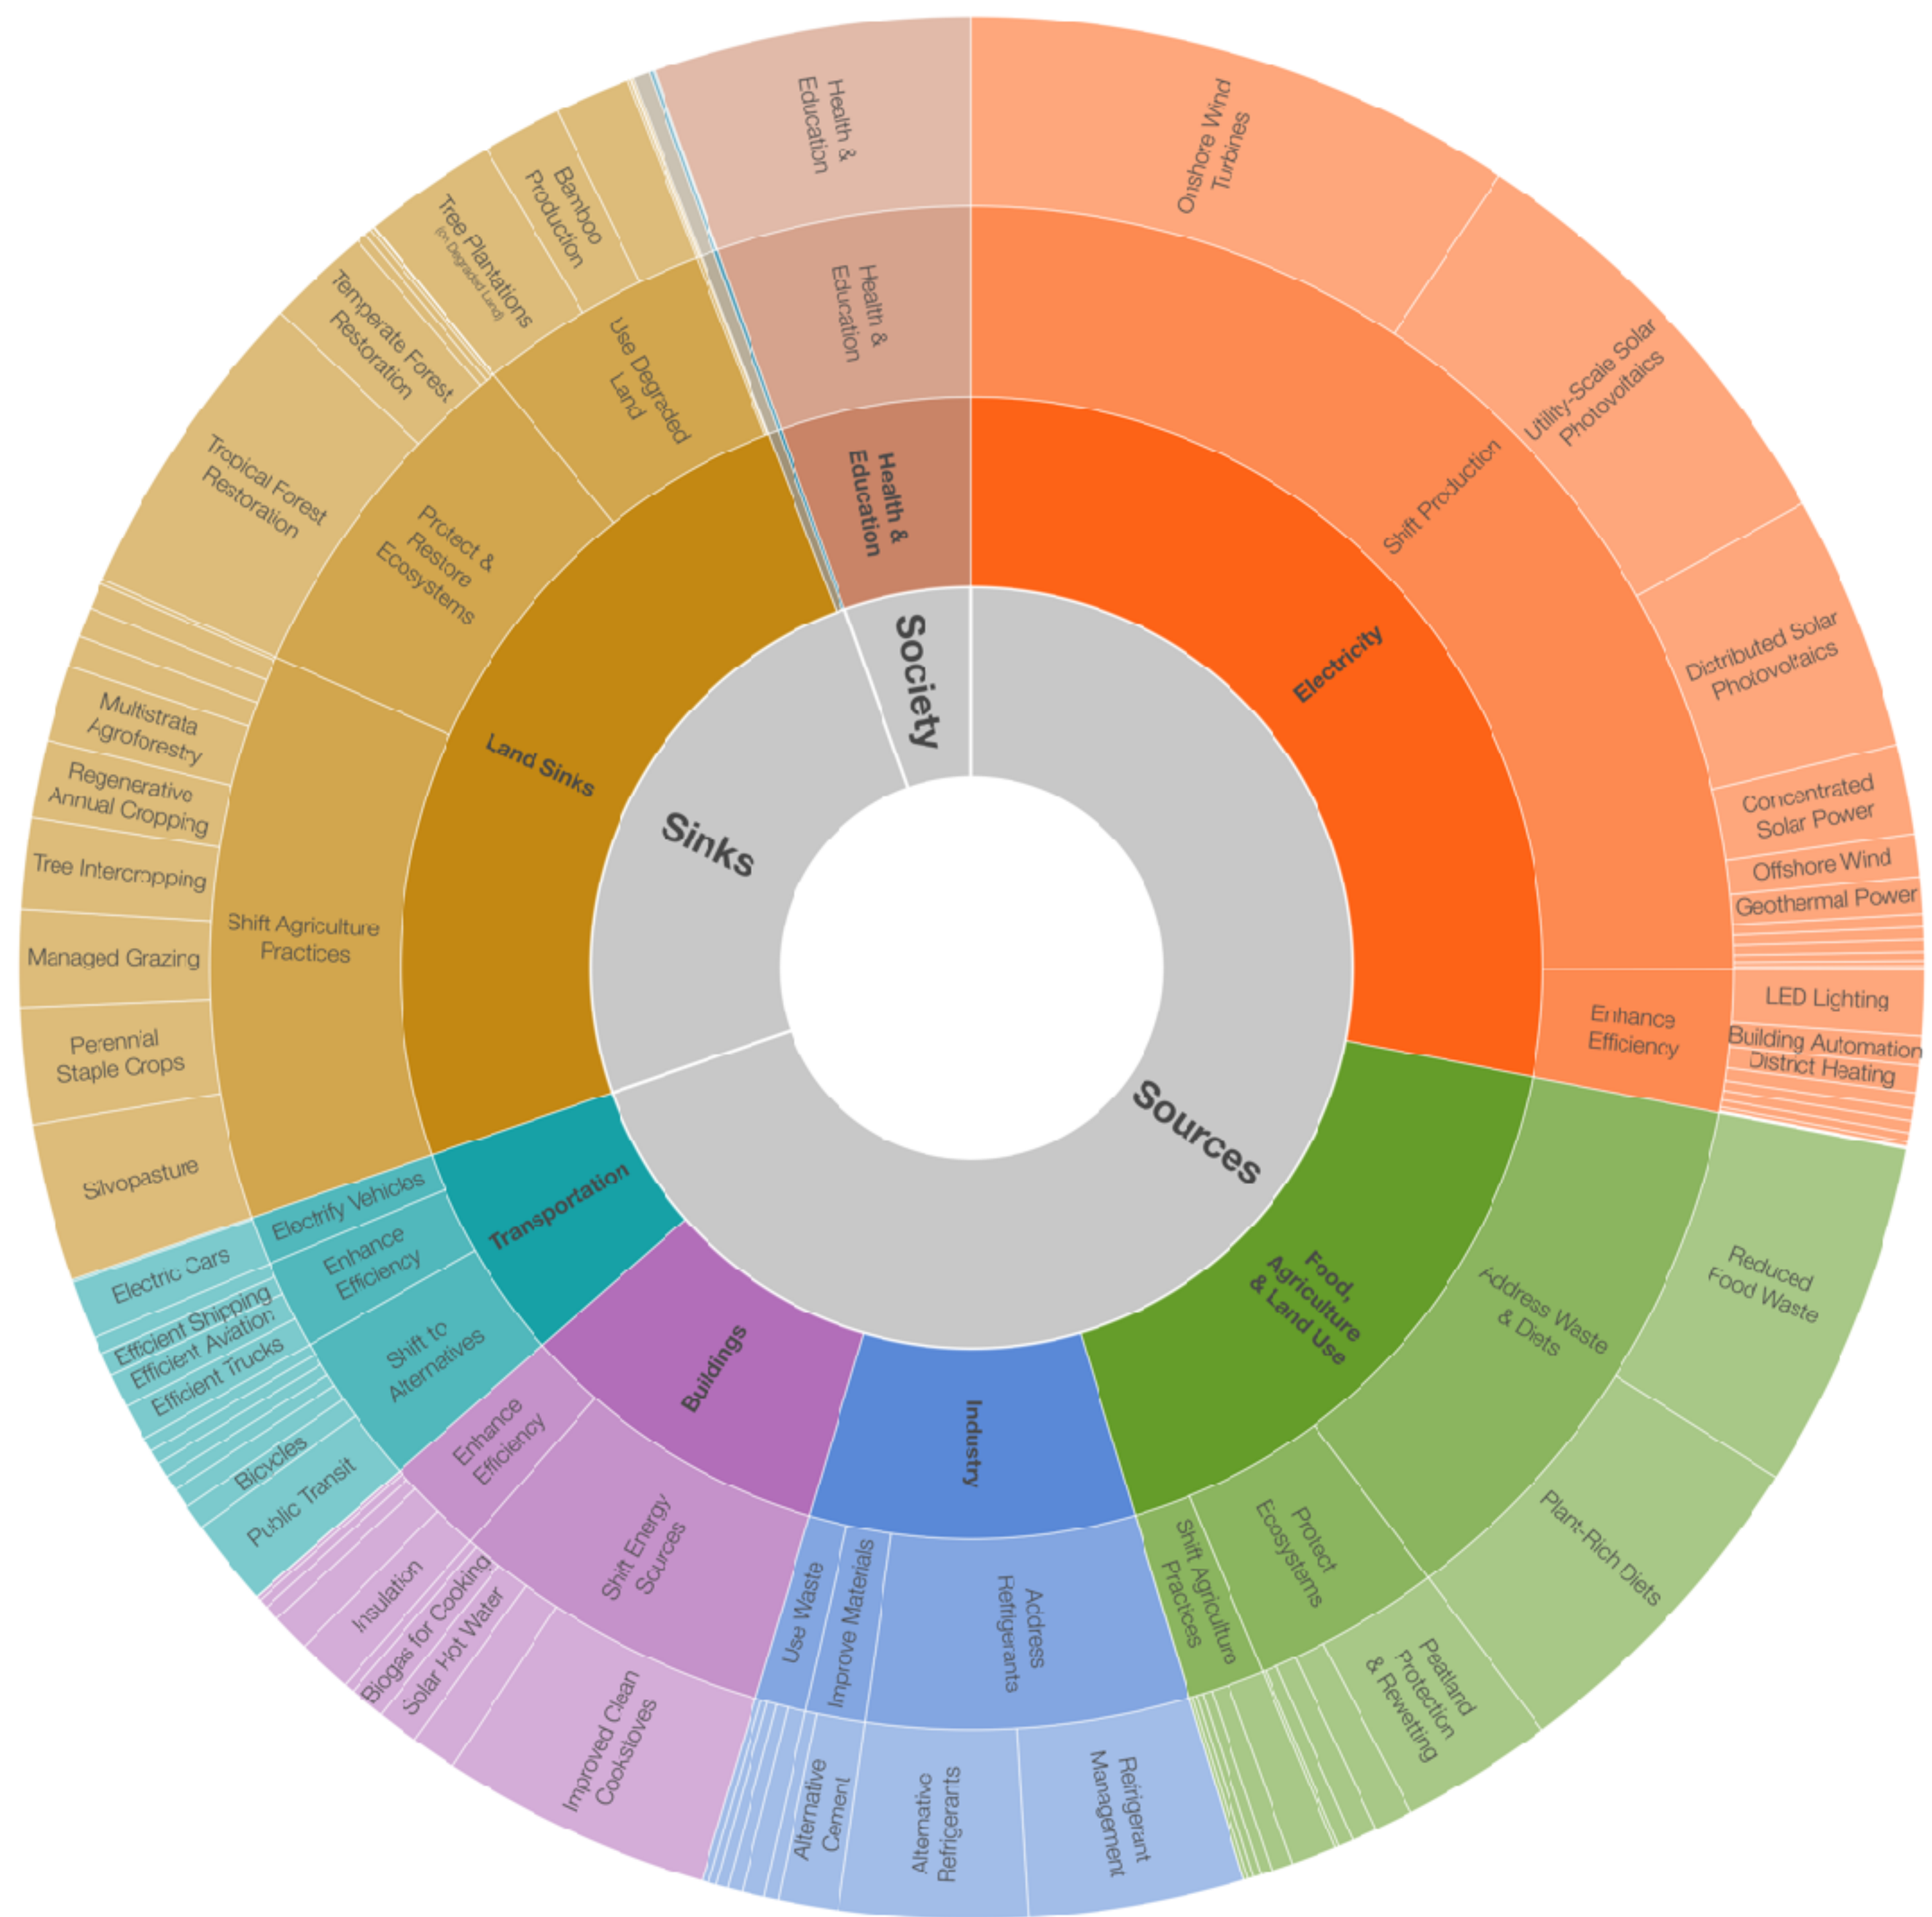 Sources
Sinks
Society
Electricity
Food,
Agriculture
& Land Use
Industry
Buildings
Transportation
Land Sinks
Health &
Education
Shift Production
Enhance
Efficiency
Address Waste
& Diets
Protect
Ecosystems
Shift Agriculture
Practices
Address
Refrigerants
Improve Materials
Use Waste
Shift Energy
Sources
Enhance
Efficiency
Shift to
Alternatives
Enhance
Efficiency
Electrify Vehicles
Shift Agriculture
Practices
Protect &
Restore
Ecosystems
Use Degraded
Land
Health &
Education
Onshore Wind
Turbines
Utility-Scale Solar
Photovoltaics
Distributed Solar
Photovoltaics
Concentrated
Solar Power
Offshore Wind
Geothermal Power
LED Lighting
Building Automation
District Heating
Reduced
Food Waste
Plant-Rich Diets
Peatland
Protection
& Rewetting
Refrigerant
Management
Alternative
Refrigerants
Alternative
Cement
Improved Clean
Cookstoves
Solar Hot Water
Biogas for Cooking
Insulation
Public Transit
Bicycles
Efficient Trucks
Efficient Aviation
Efficient Shipping
Electric Cars
Silvopasture
Perennial
Staple Crops
Managed Grazing
Tree Intercropping
Regenerative
Annual Cropping
Multistrata
Agroforestry
Tropical Forest
Restoration
Temperate Forest
Restoration
Tree Plantations
(on Degraded Land)
Bamboo
Production
Health &
Education